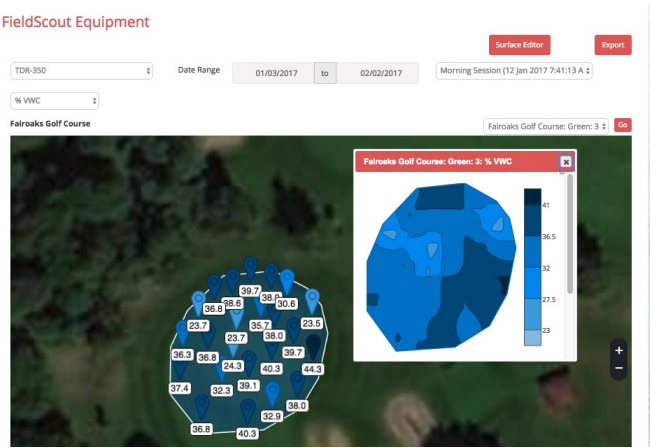 FieldScout Equipment
Surface Editor
Export
TDR-350
Date Range
01/03/2017
to
02/02/2017
Morning Session (12 Jan 2017 7:41:13 A
% VWC
Fairoaks Golf Course
Fairoaks Golf Course: Green: 3
Go
Fairoaks Golf Course: Green: 3: % VWC
x
41
36.5
32
27.5
23
39.7
36.8
38.6
38.9
30.6
23.7
35.7
23.5
23.7
38.0
36.3
36.8
39.7
24.3
40.3
44.3
37.4
32.3
39.1
38.0
32.9
36.8
40.3
+
−